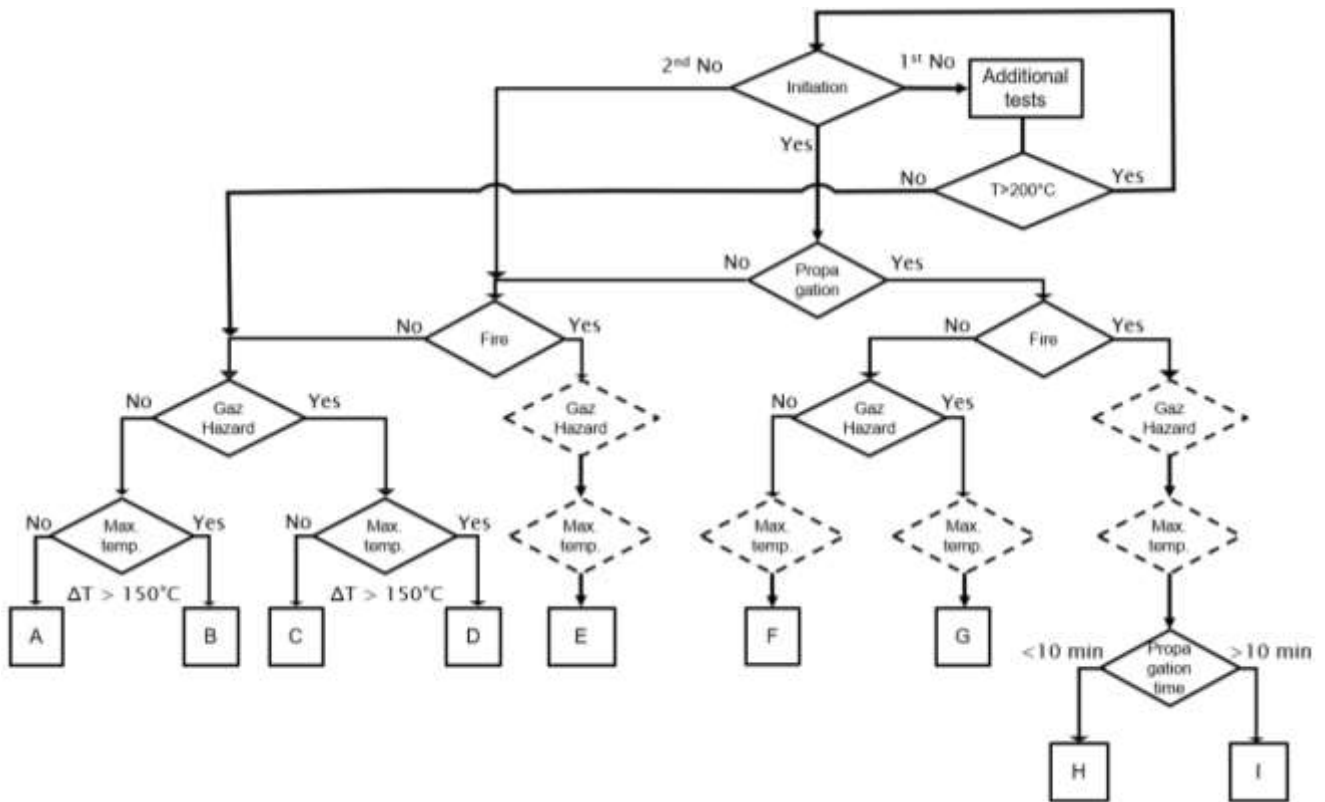 2nd No
1st No
Initiation
Additional
tests
Yes
No
T>200°C
Yes
No
Propa
gation
Yes
No
Fire
Yes
No
Fire
Yes
No
Gaz
Hazard
Yes
Gaz
Hazard
No
Gaz
Hazard
Yes
Gaz
Hazard
No
Max.
temp.
Yes
No
Max.
temp.
Yes
Max.
temp.
Max.
temp.
Max.
temp.
Max.
temp.
ΔT > 150°C
ΔT > 150°C
A
B
C
D
E
F
G
<10 min
Propa
gation
time
>10 min
H
I